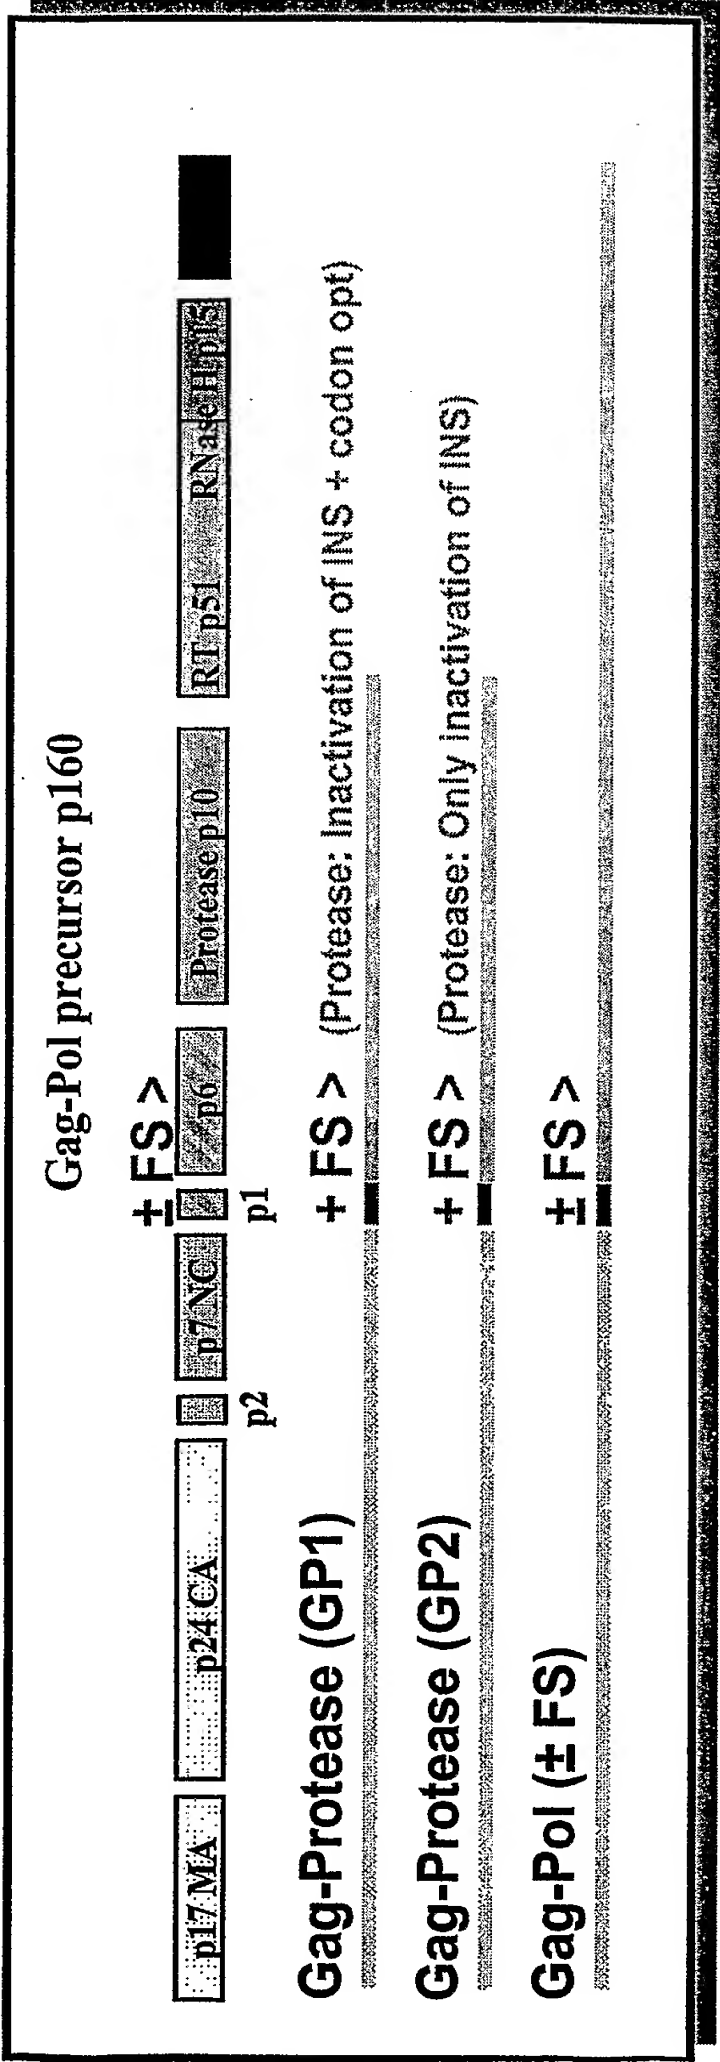 Gag-Pol precursor p160
± FS >
p17 MA p24 CA p7 NC p6 Protease p10 RT p51 RNase H p15
p2 p1
Gag-Protease (GP1) + FS > (Protease: Inactivation of INS + codon opt)
Gag-Protease (GP2) + FS > (Protease: Only Inactivation of INS)
Gag-Pol (± FS) ± FS >